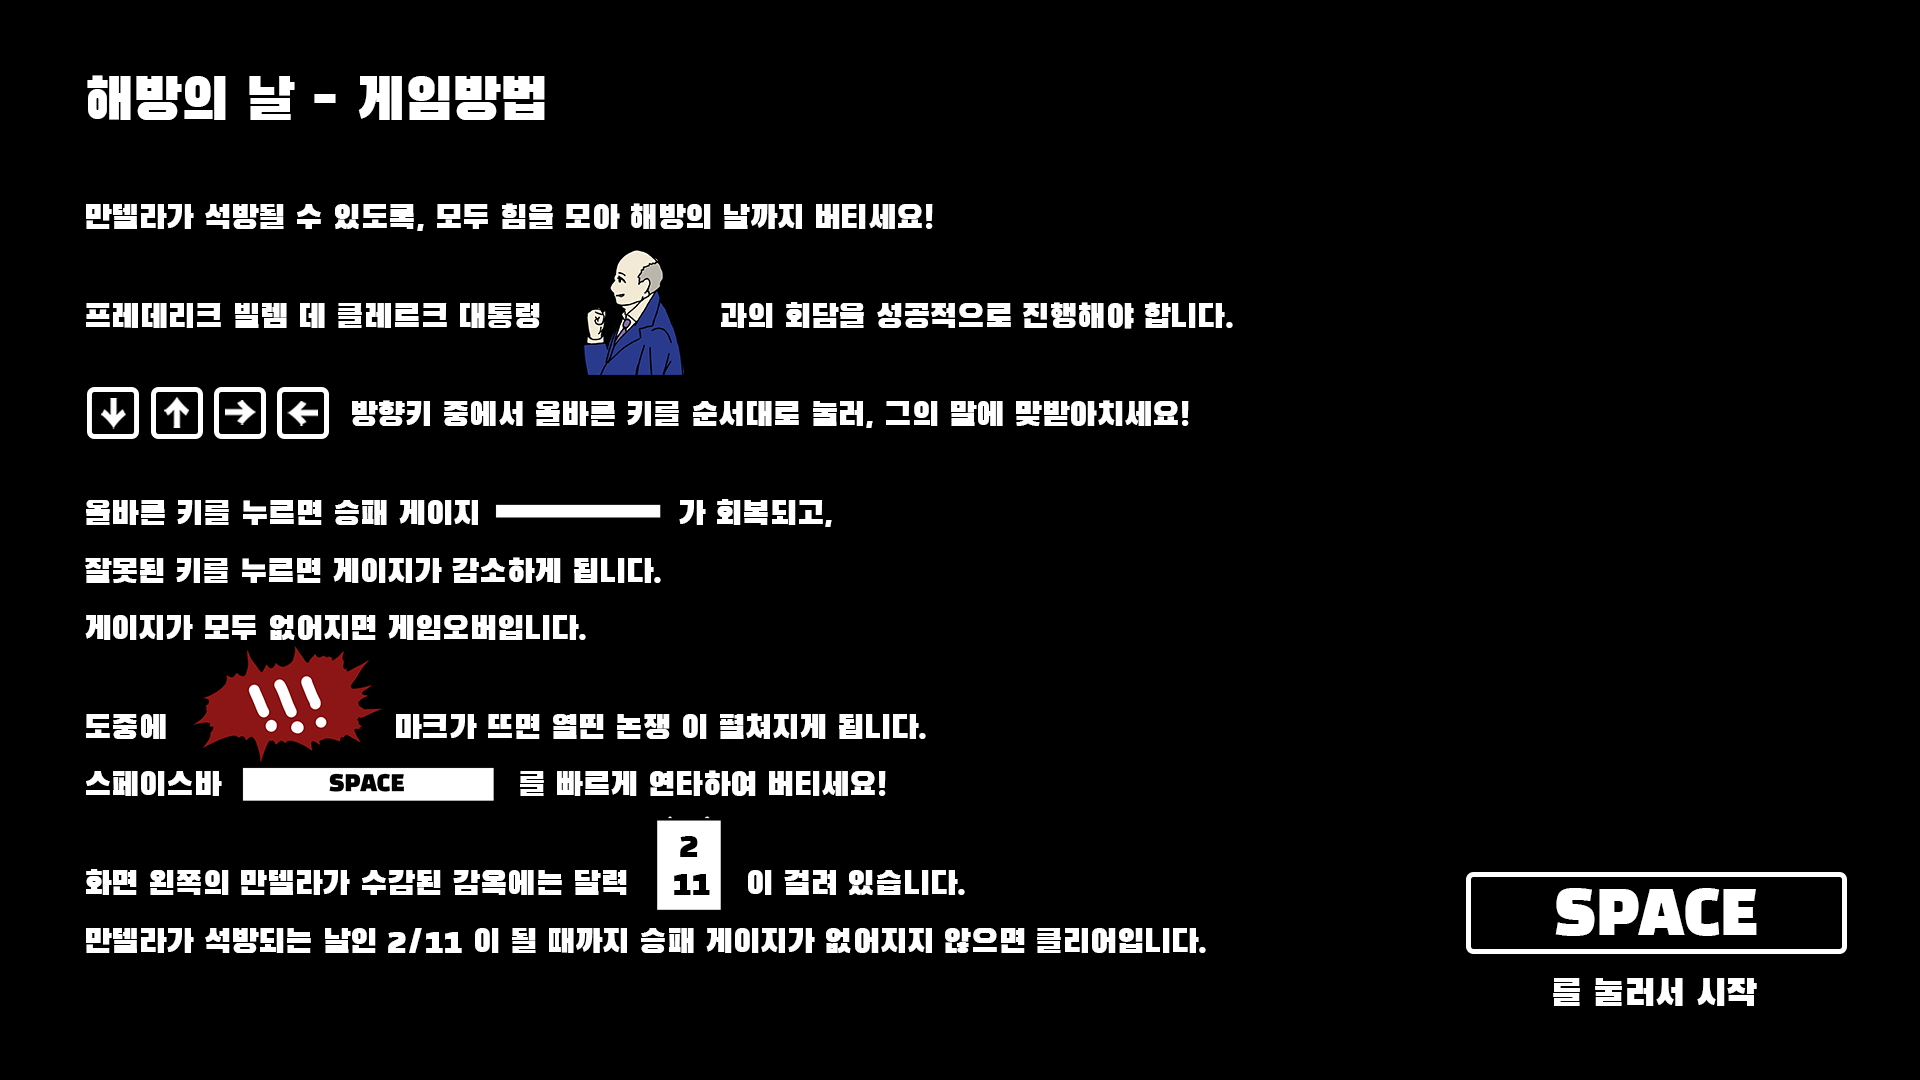 해방의 날 - 게임방법
만델라가 석방될 수 있도록, 모두 힘을 모아 해방의 날까지 버티세요!
프레데리크 빌렘 데 클레르크 대통령 과의 회담을 성공적으로 진행해야 합니다.
↓ ↑ → ← 방향키 중에서 올바른 키를 순서대로 눌러, 그의 말에 맞받아치세요!
올바른 키를 누르면 승패 게이지 가 회복되고,
잘못된 키를 누르면 게이지가 감소하게 됩니다.
게이지가 모두 없어지면 게임오버입니다.
도중에 !!! 마크가 뜨면 열띤 논쟁 이 펼쳐지게 됩니다.
스페이스바 SPACE 를 빠르게 연타하여 버티세요!
화면 왼쪽의 만델라가 수감된 감옥에는 달력 2 11 이 걸려 있습니다.
만델라가 석방되는 날인 2/11 이 될 때까지 승패 게이지가 없어지지 않으면 클리어입니다.
SPACE
를 눌러서 시작